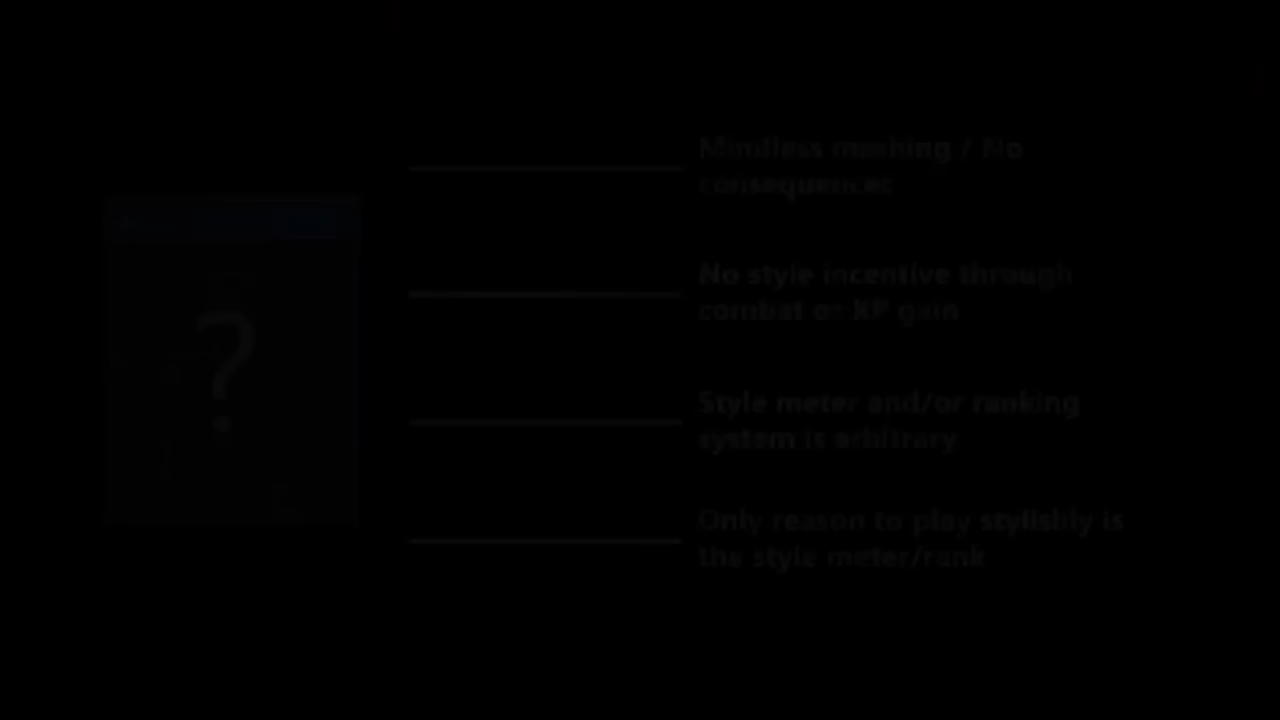 ?
Mindless mashing / No
consequences
No style incentive through
combat or XP gain
Style meter and/or ranking
system is arbitrary
Only reason to play stylishly is
the style meter/rank